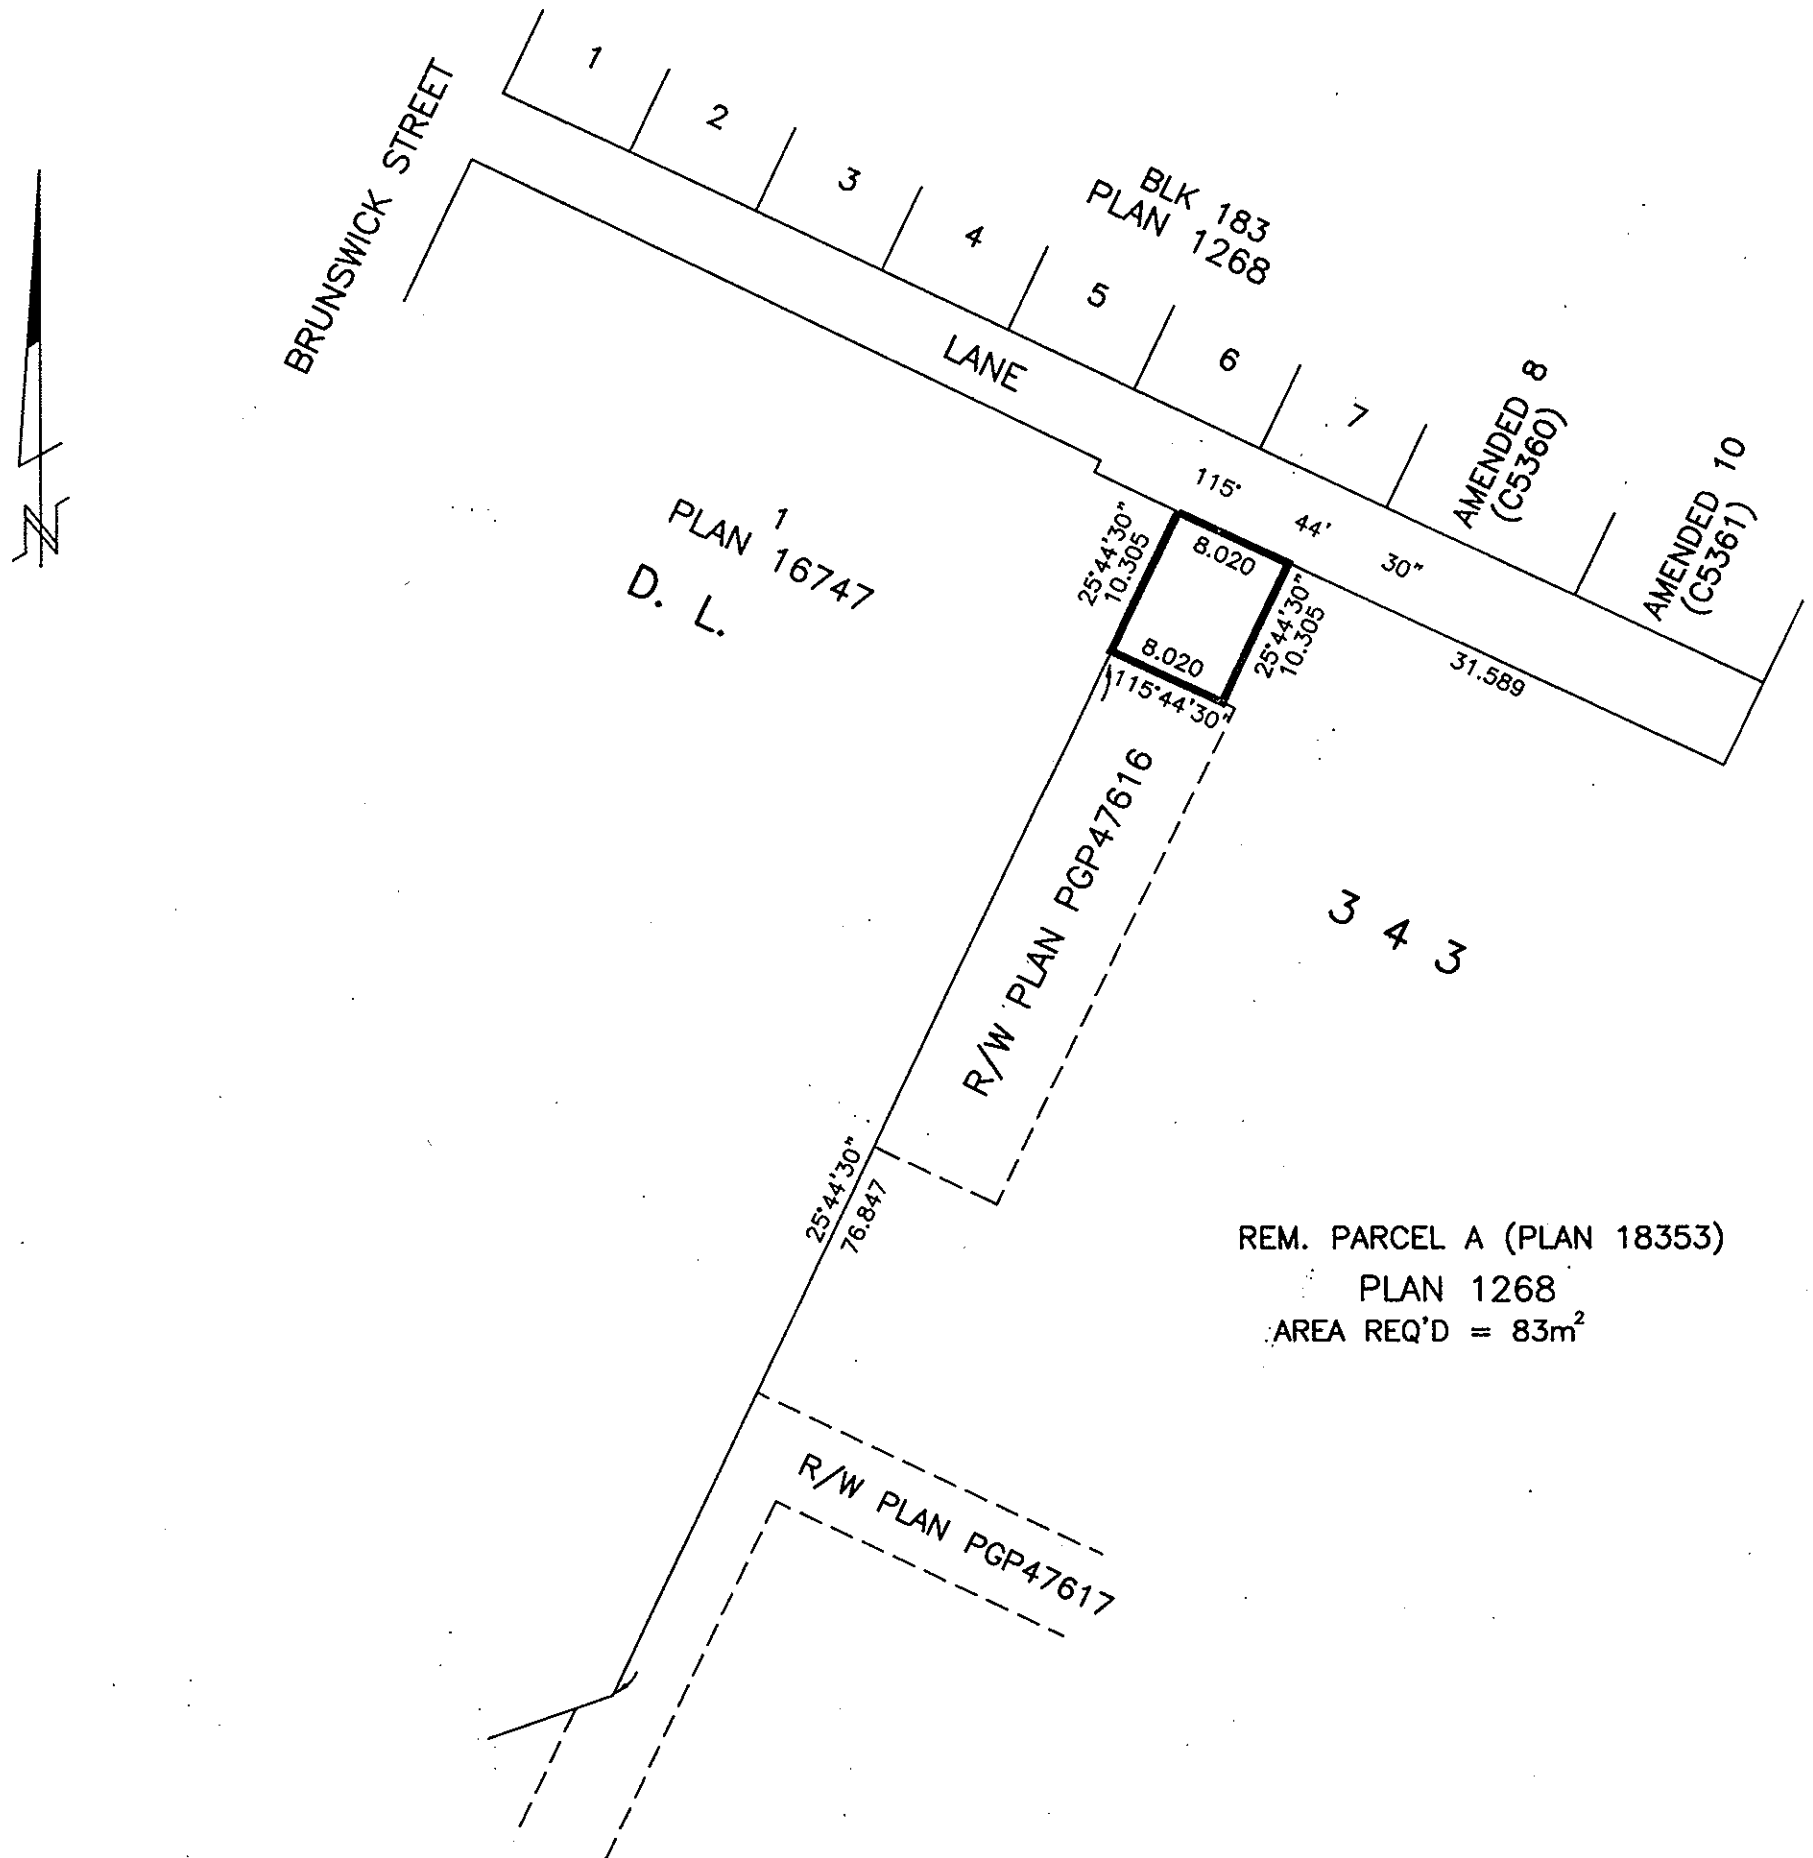 BRUNSWICK STREET
1
2
3
4
5
6
7
BLK 183
PLAN 1268
AMENDED 8
(C5360)
AMENDED 10
(C5361)
LANE
115°
44'
30"
N
1
PLAN 16747
D. L.
25°44'30"
10.305
8.020
25°44'30"
10.305
8.020
115°44'30"
31.589
R/W PLAN PGP47616
3 4 3
25°44'30"
76.847
REM. PARCEL A (PLAN 18353)
PLAN 1268
AREA REQ'D = 83m²
R/W PLAN PGP47617